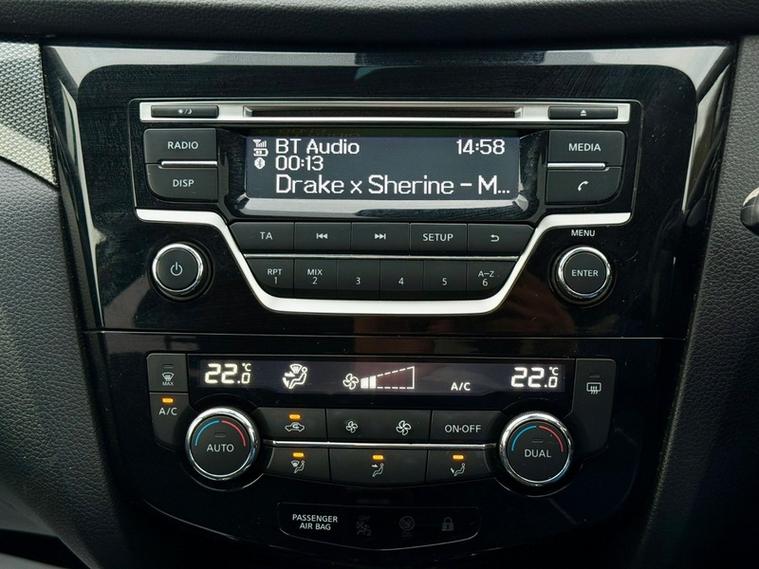 RADIO
BT Audio 14:58
MEDIA
00:13
DISP
Drake x Sherine - M...
TA
SETUP
MENU
RPT 1
MIX 2
3
4
5
A-Z 6
ENTER
MAX
22.0 °C
A/C
22.0 °C
A/C
AUTO
ON·OFF
DUAL
PASSENGER
AIR BAG